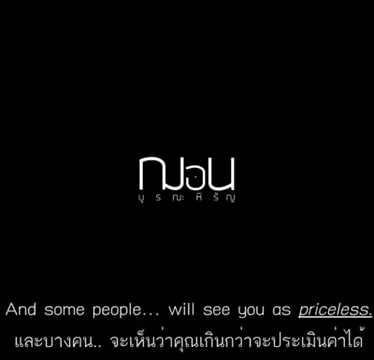 ฌอน
บูรณะหิรัญ
And some people... will see you as priceless.
และบางคน.. จะเห็นว่าคุณเกินกว่าจะประเมินค่าได้